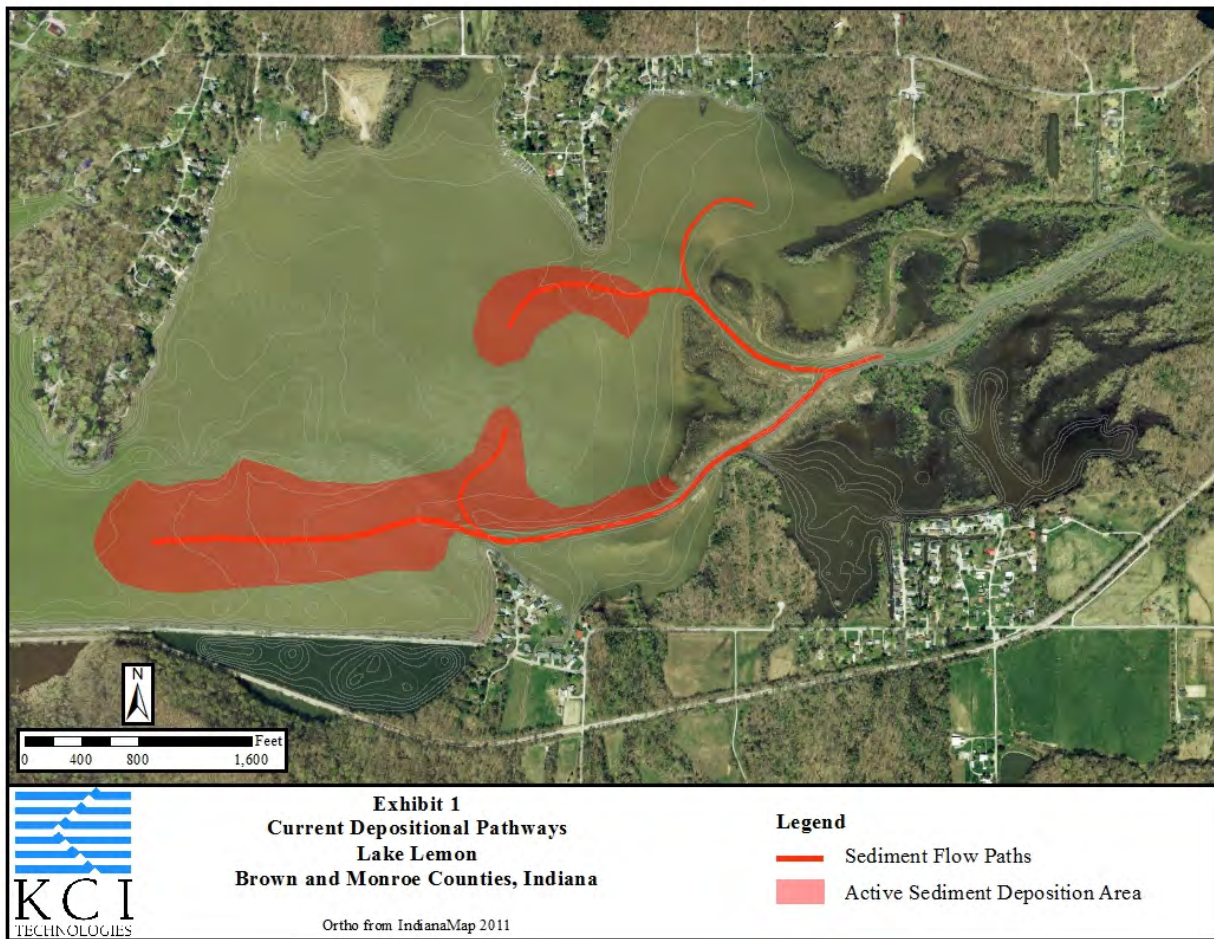 N
Feet
0 400 800 1,600
KCI
TECHNOLOGIES
Exhibit 1
Current Depositional Pathways
Lake Lemon
Brown and Monroe Counties, Indiana
Ortho from IndianaMap 2011
Legend
Sediment Flow Paths
Active Sediment Deposition Area